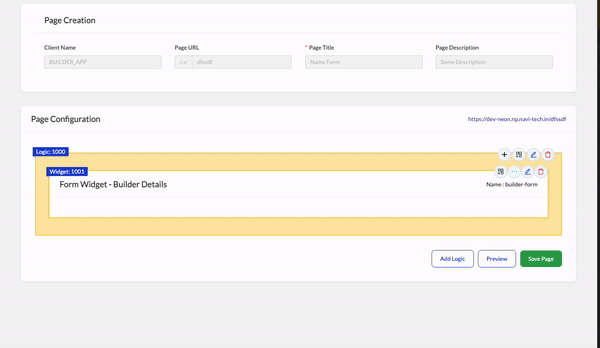 Page Creation
Client Name
Page URL
* Page Title
Page Description
BUILDER_APP
/
dfssdf
Name Form
Some Description
Page Configuration
https://dev-neon.np.navi-tech.in/dfssdf
Logic: 1000
Widget: 1001
Form Widget - Builder Details
Name : builder-form
Add Logic
Preview
Save Page